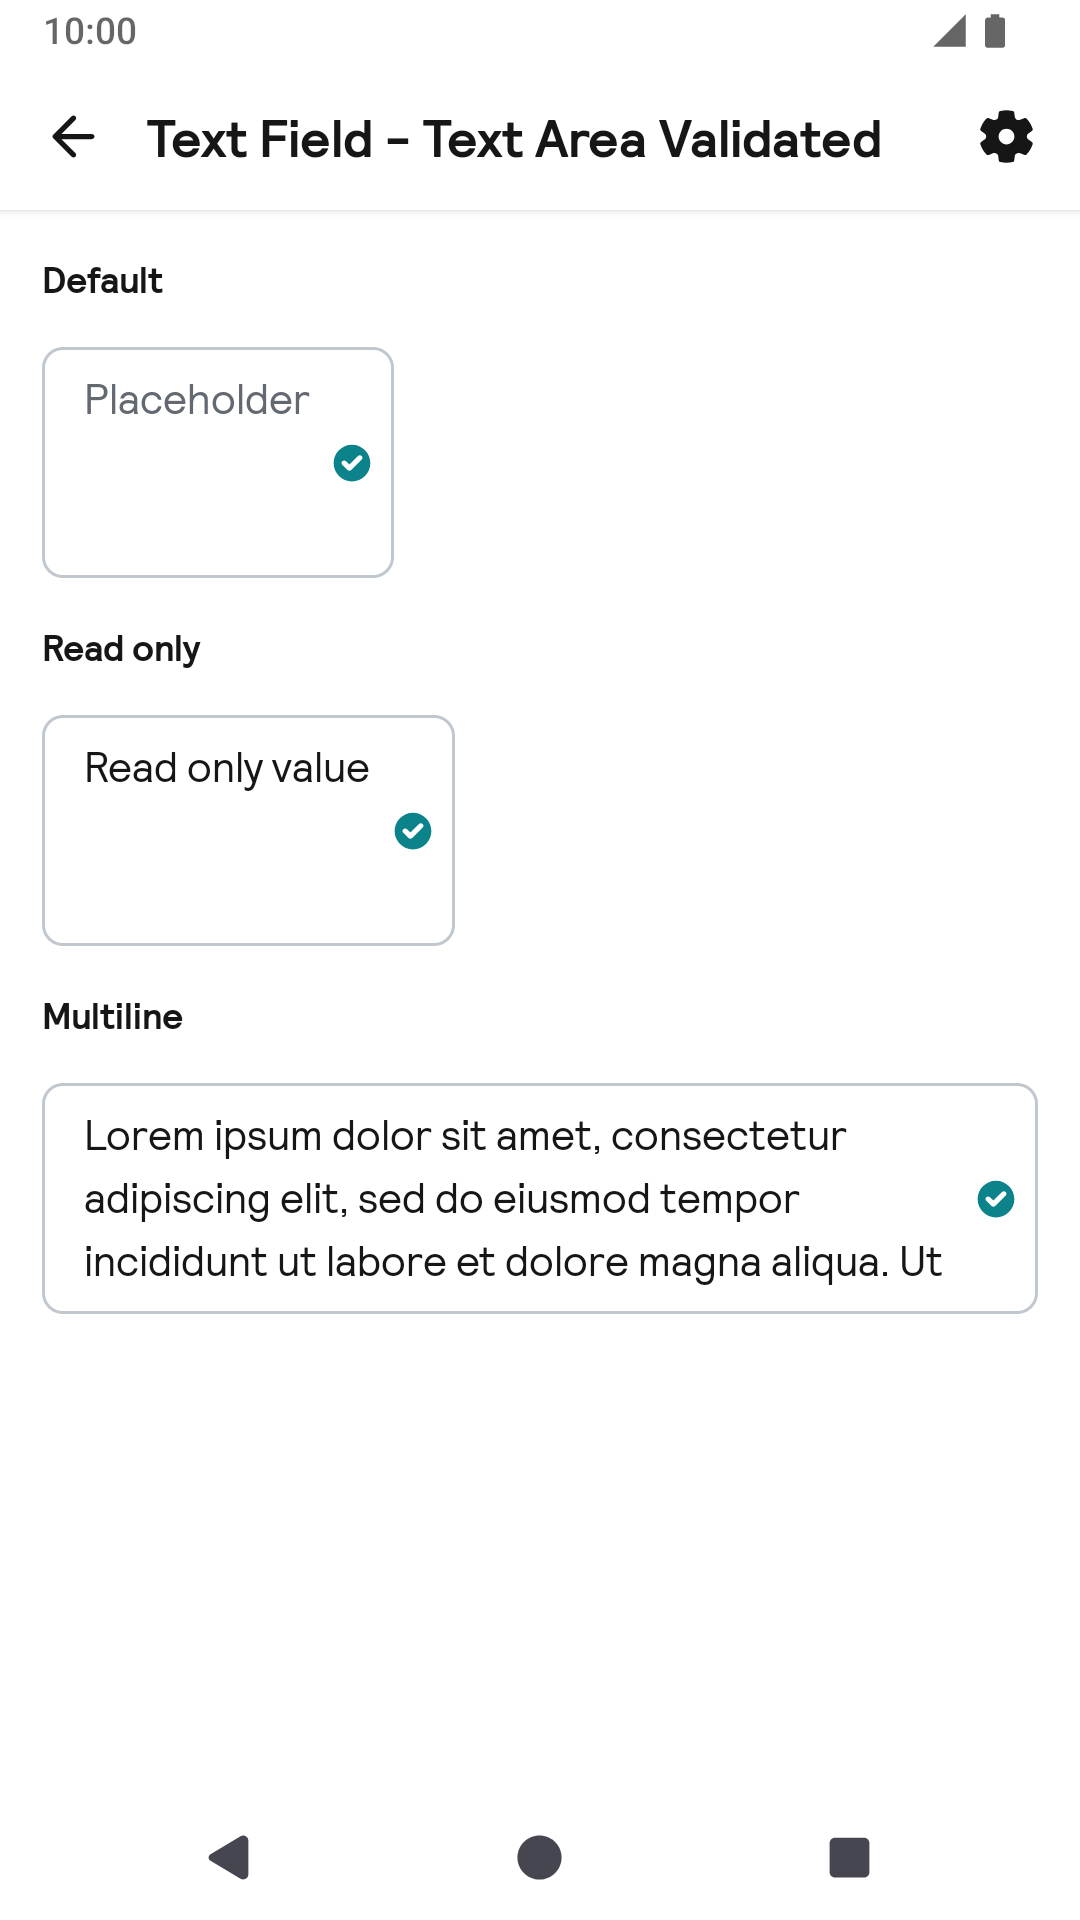 10:00
Text Field - Text Area Validated
Default
Placeholder
Read only
Read only value
Multiline
Lorem ipsum dolor sit amet, consectetur
adipiscing elit, sed do eiusmod tempor
incididunt ut labore et dolore magna aliqua. Ut